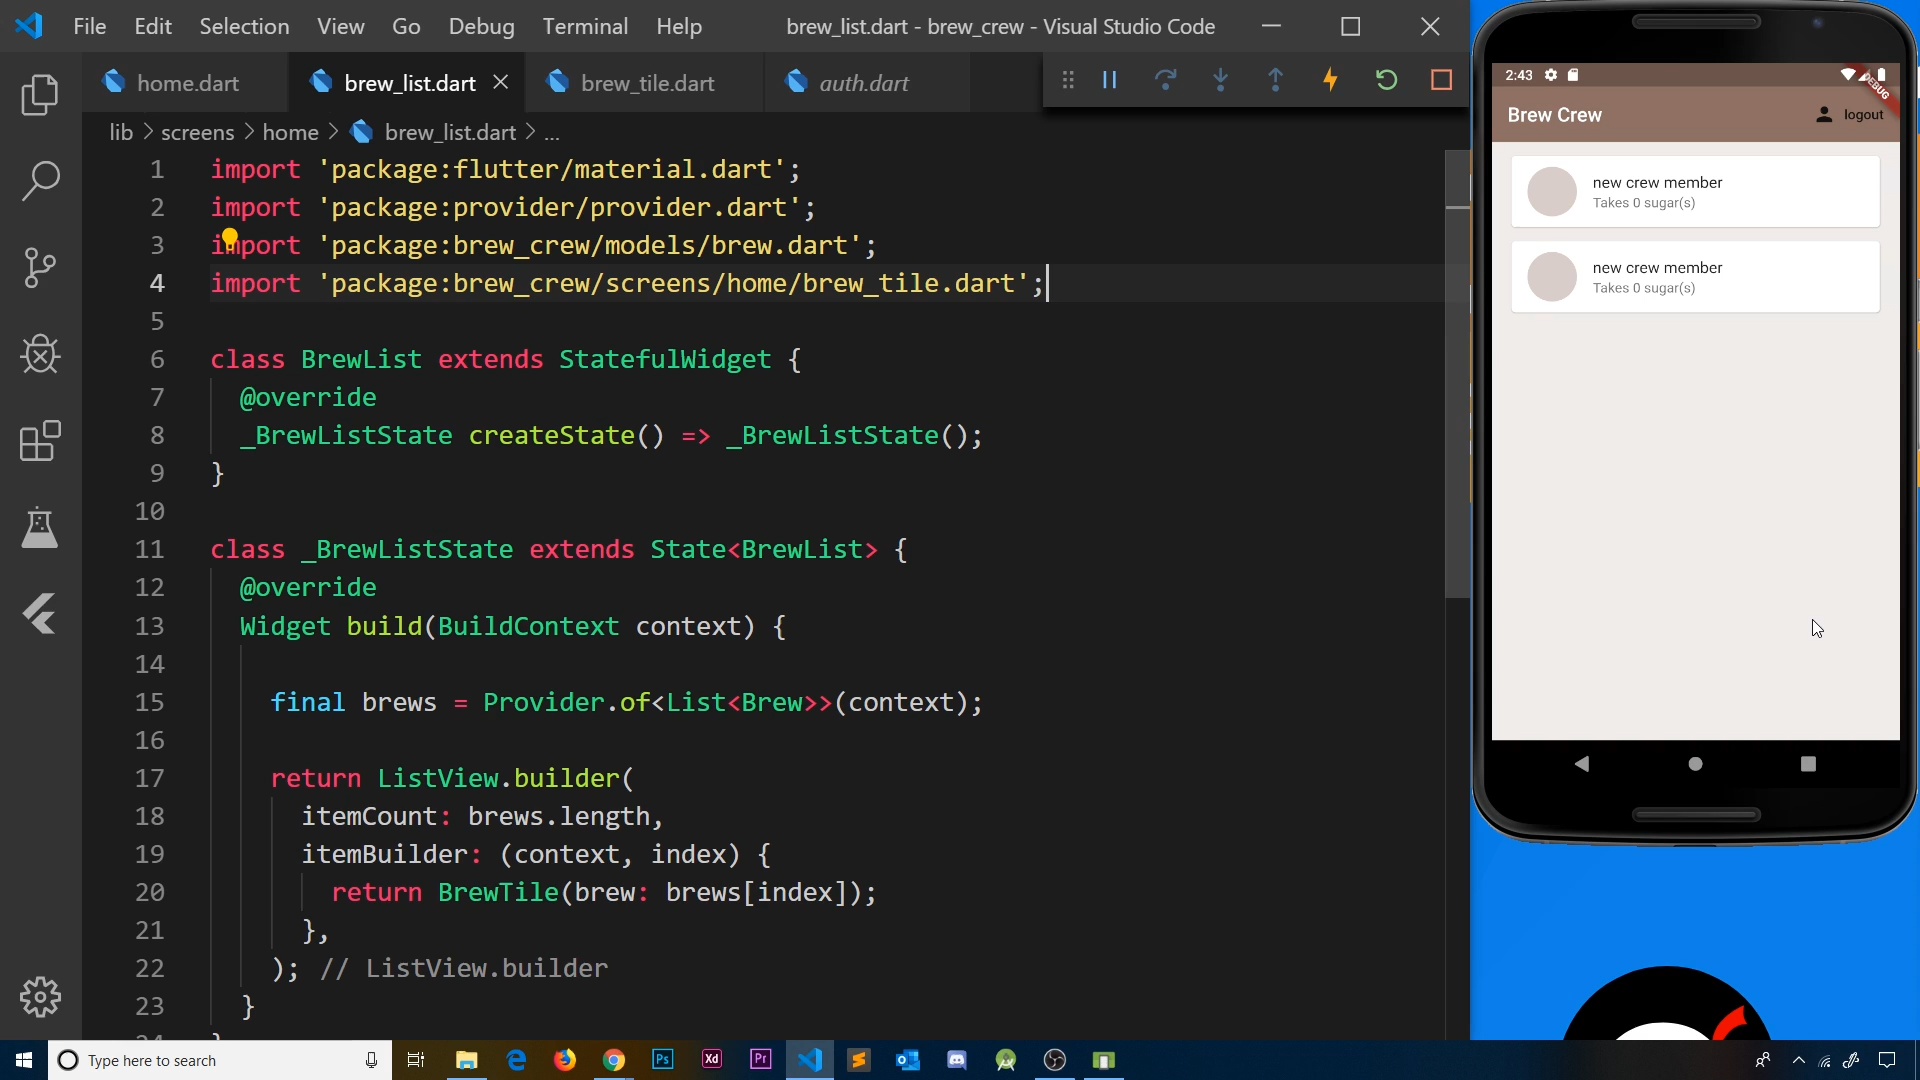 File Edit Selection View Go Debug Terminal Help brew_list.dart - brew_crew - Visual Studio Code
home.dart brew_list.dart brew_tile.dart auth.dart
lib > screens > home > brew_list.dart > ...
1 import 'package:flutter/material.dart';
2 import 'package:provider/provider.dart';
3 import 'package:brew_crew/models/brew.dart';
4 import 'package:brew_crew/screens/home/brew_tile.dart';
5
6 class BrewList extends StatefulWidget {
7 @override
8 _BrewListState createState() => _BrewListState();
9 }
10
11 class _BrewListState extends State<BrewList> {
12 @override
13 Widget build(BuildContext context) {
14
15 final brews = Provider.of<List<Brew>>(context);
16
17 return ListView.builder(
18 itemCount: brews.length,
19 itemBuilder: (context, index) {
20 return BrewTile(brew: brews[index]);
21 },
22 ); // ListView.builder
23 }
24 }
2:43
DEBUG
Brew Crew logout
new crew member
Takes 0 sugar(s)
new crew member
Takes 0 sugar(s)
Type here to search Ps Xd Pr